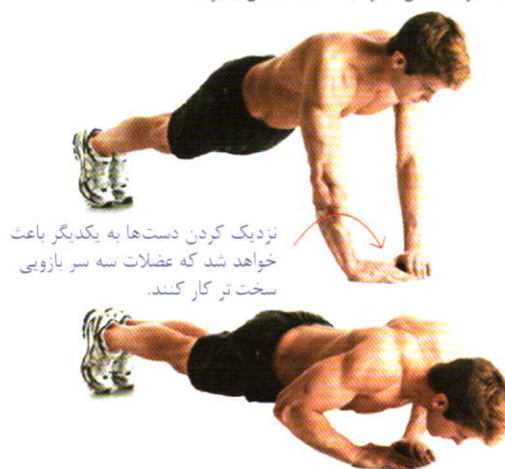 نزدیک کردن دست‌ها به یکدیگر باعث
خواهد شد که عضلات سه سر بازویی
سخت تر کار کنند.